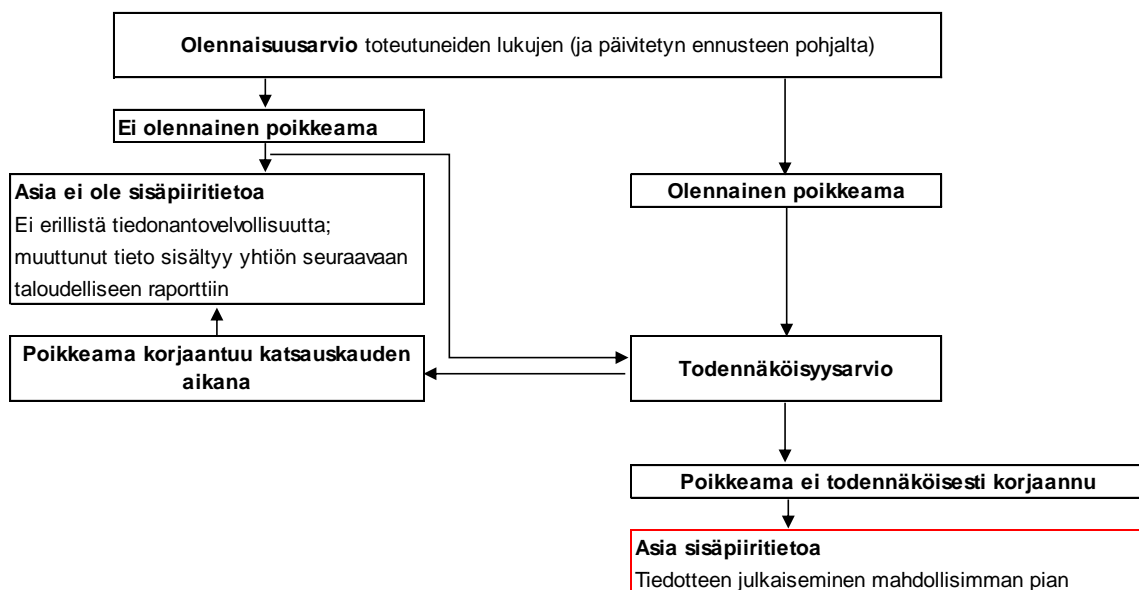 Olennaisuusarvio toteutuneiden lukujen (ja päivitetyn ennusteen pohjalta)
Ei olennainen poikkeama
Asia ei ole sisäpiiritietoa
Ei erillistä tiedonantovelvollisuutta;
muuttunut tieto sisältyy yhtiön seuraavaan
taloudelliseen raporttiin
Olennainen poikkeama
Poikkeama korjaantuu katsauskauden
aikana
Todennäköisyysarvio
Poikkeama ei todennäköisesti korjaannu
Asia sisäpiiritietoa
Tiedotteen julkaiseminen mahdollisimman pian